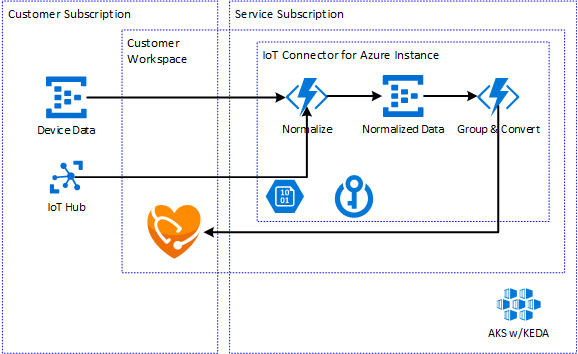 Customer Subscription
Service Subscription
Customer
Workspace
IoT Connector for Azure Instance
Device Data
Normalize
Normalized Data
Group & Convert
IoT Hub
10
01
AKS w/KEDA